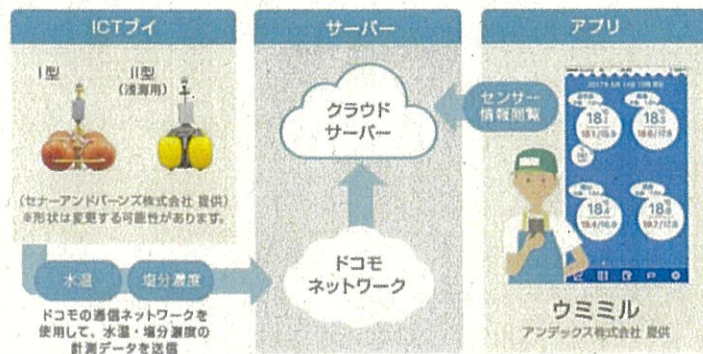 ICTブイ
I型
II型
(浅海用)
(セナーアンドバーンズ株式会社 提供)
※形状は変更する可能性があります。
水温
塩分濃度
ドコモの通信ネットワークを
使用して、水温・塩分濃度の
計測データを送信
サーバー
クラウド
サーバー
ドコモ
ネットワーク
アプリ
センサー
情報閲覧
ウミミル
アンデックス株式会社 提供